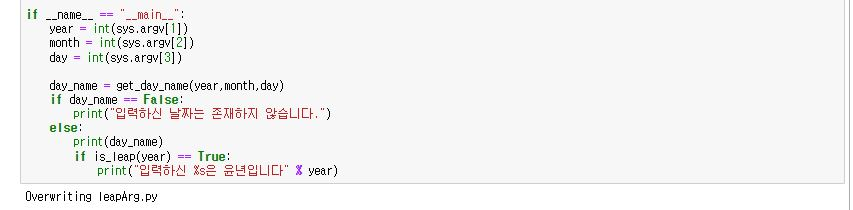 if __name__ == "__main__":
    year = int(sys.argv[1])
    month = int(sys.argv[2])
    day = int(sys.argv[3])

    day_name = get_day_name(year,month,day)
    if day_name == False:
        print("입력하신 날짜는 존재하지 않습니다.")
    else:
        print(day_name)
        if is_leap(year) == True:
            print("입력하신 %s은 윤년입니다" % year)
Overwriting leapArg.py